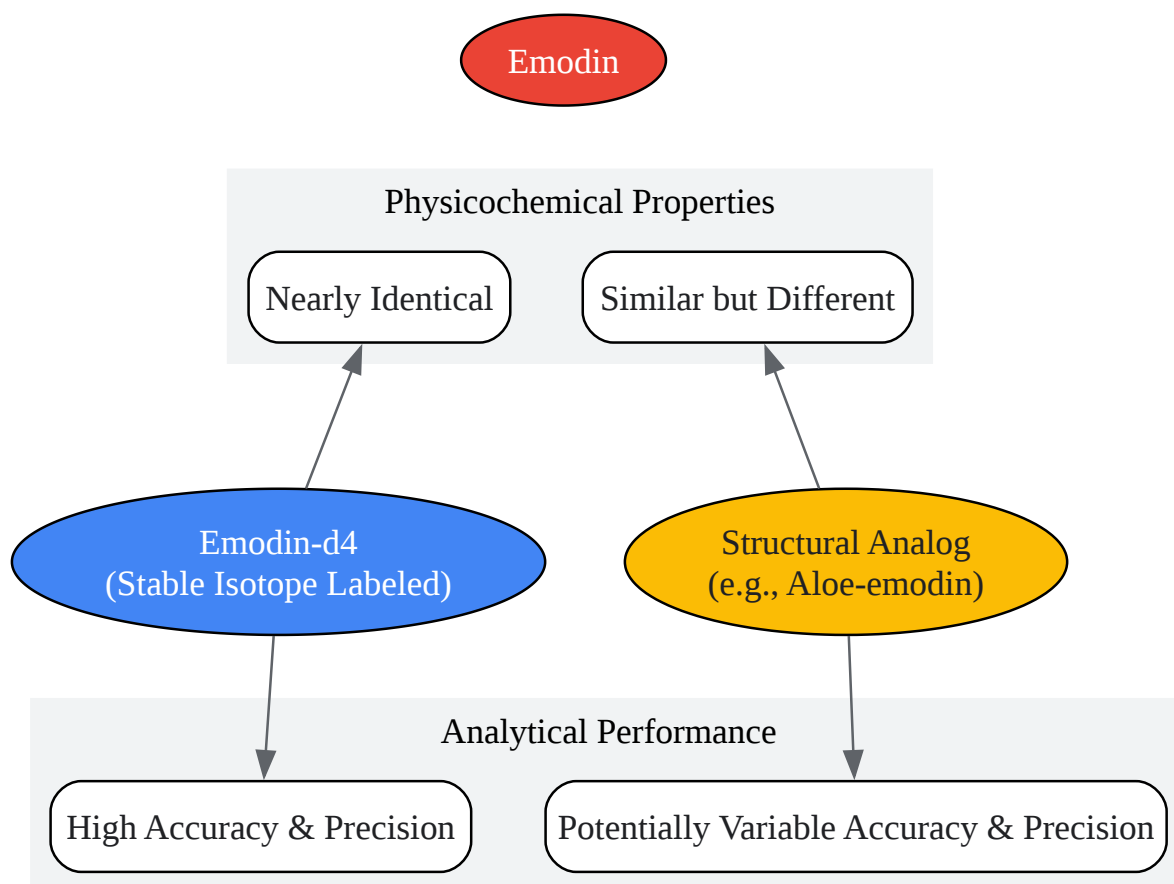 Emodin
Physicochemical Properties
Nearly Identical
Similar but Different
Emodin-d4
(Stable Isotope Labeled)
Structural Analog
(e.g., Aloe-emodin)
Analytical Performance
High Accuracy & Precision
Potentially Variable Accuracy & Precision